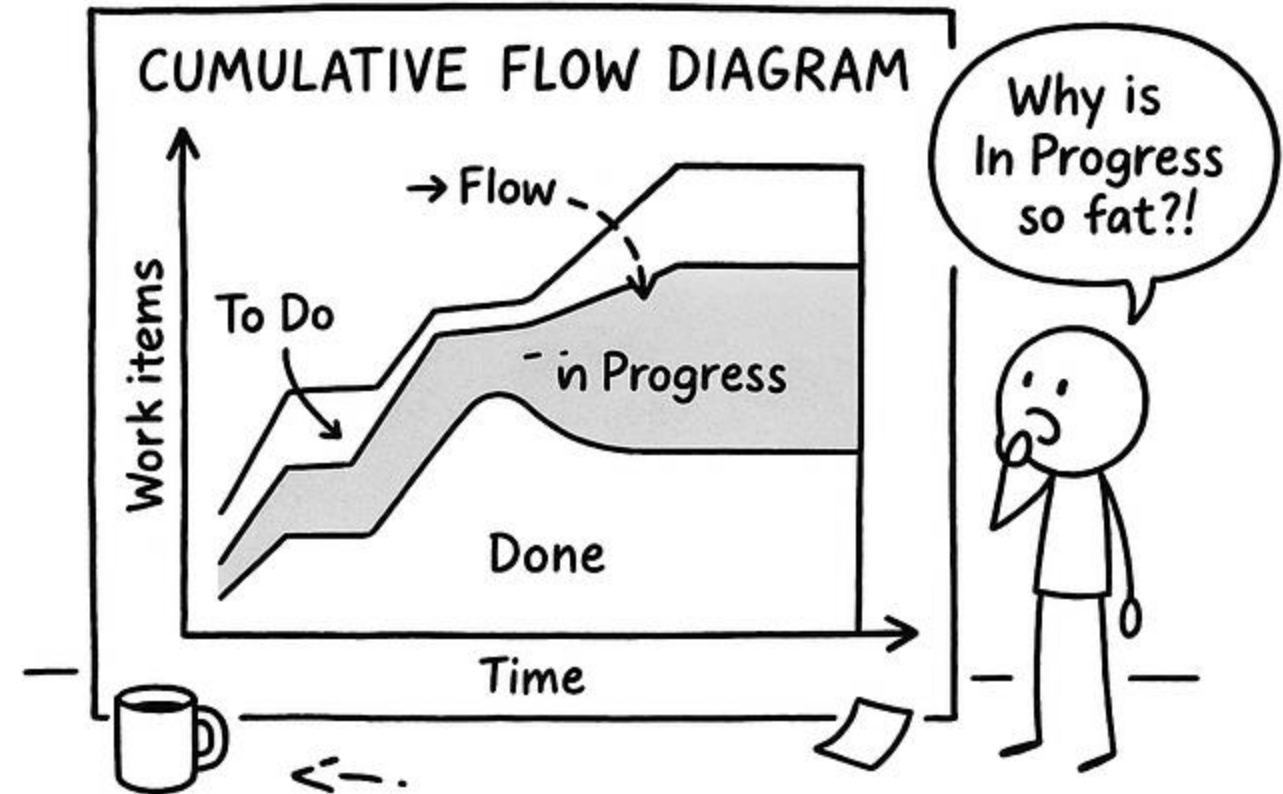 CUMULATIVE FLOW DIAGRAM
Why is
In Progress
so fat?!
→ Flow
To Do
in Progress
Done
Work items
Time